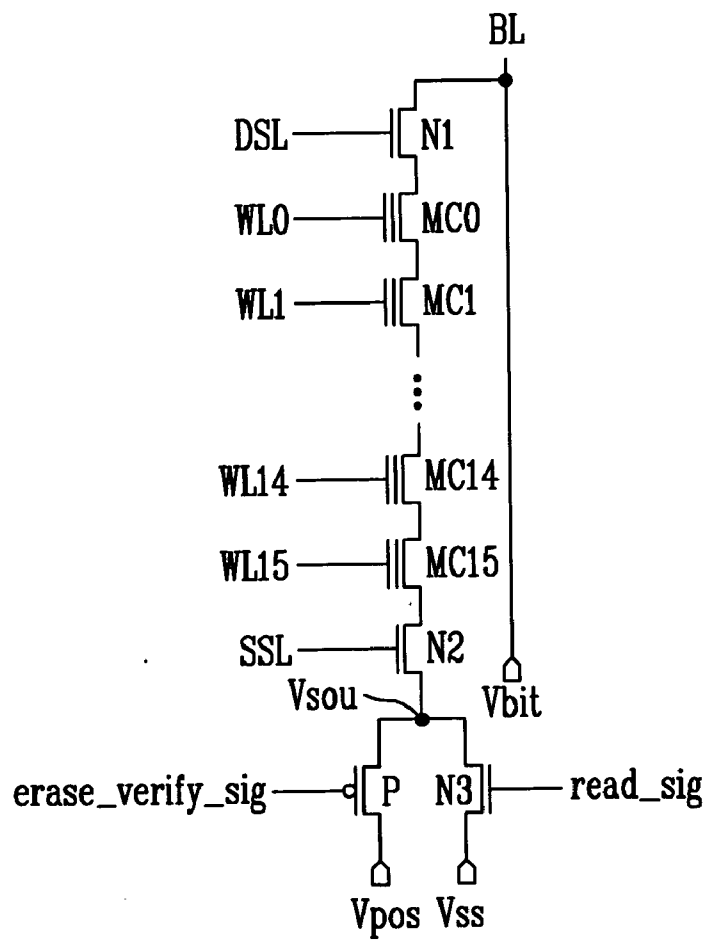 BL
DSL N1
WL0 MC0
WL1 MC1
WL14 MC14
WL15 MC15
SSL N2
Vsou Vbit
erase_verify_sig P N3 read_sig
Vpos Vss